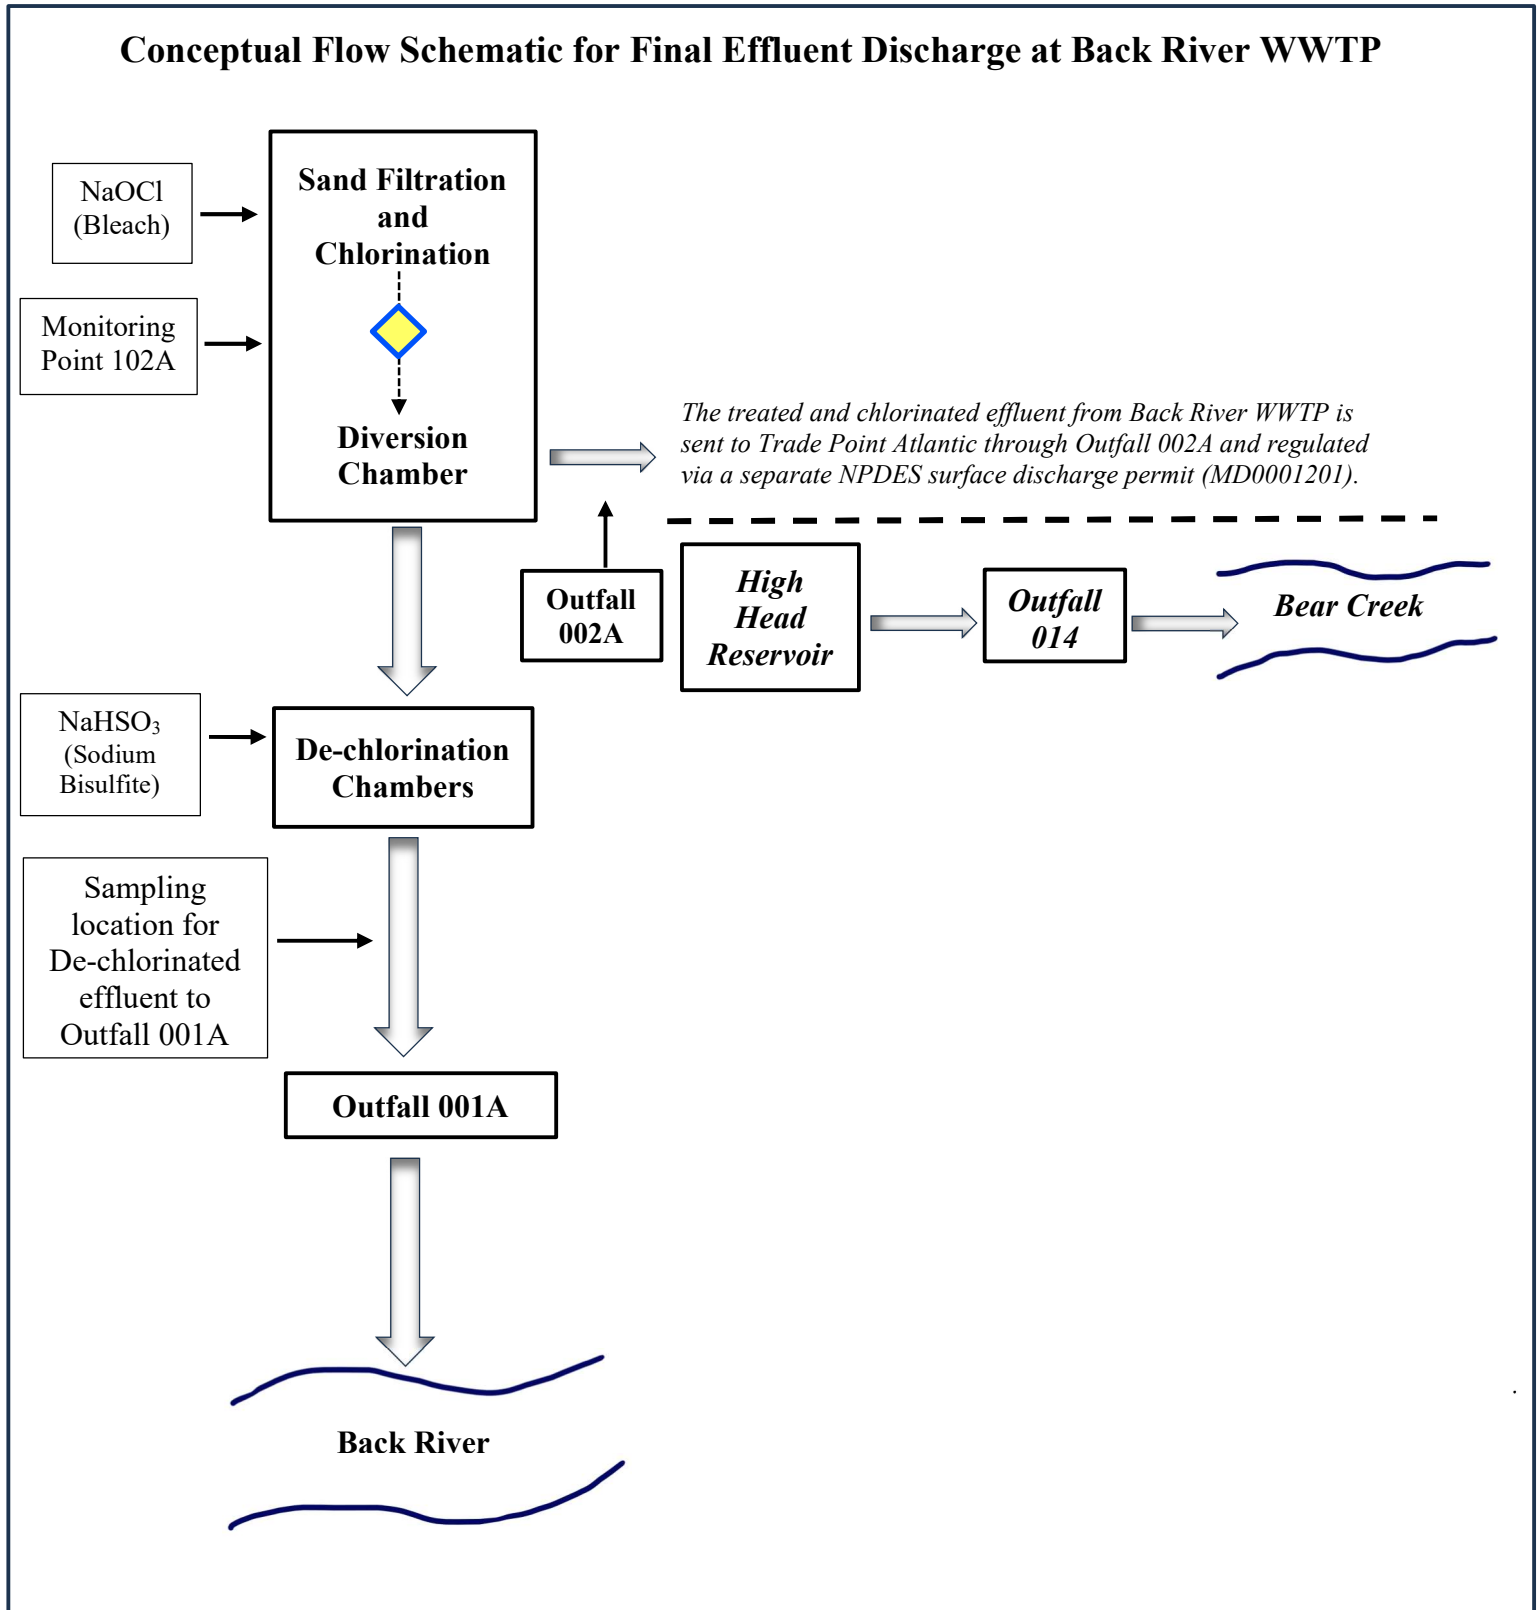 Conceptual Flow Schematic for Final Effluent Discharge at Back River WWTP
NaOCl
(Bleach)
Sand Filtration
and
Chlorination
Monitoring
Point 102A
Diversion
Chamber
The treated and chlorinated effluent from Back River WWTP is
sent to Trade Point Atlantic through Outfall 002A and regulated
via a separate NPDES surface discharge permit (MD0001201).
Outfall
002A
High
Head
Reservoir
Outfall
014
Bear Creek
NaHSO₃
(Sodium
Bisulfite)
De-chlorination
Chambers
Sampling
location for
De-chlorinated
effluent to
Outfall 001A
Outfall 001A
Back River
.